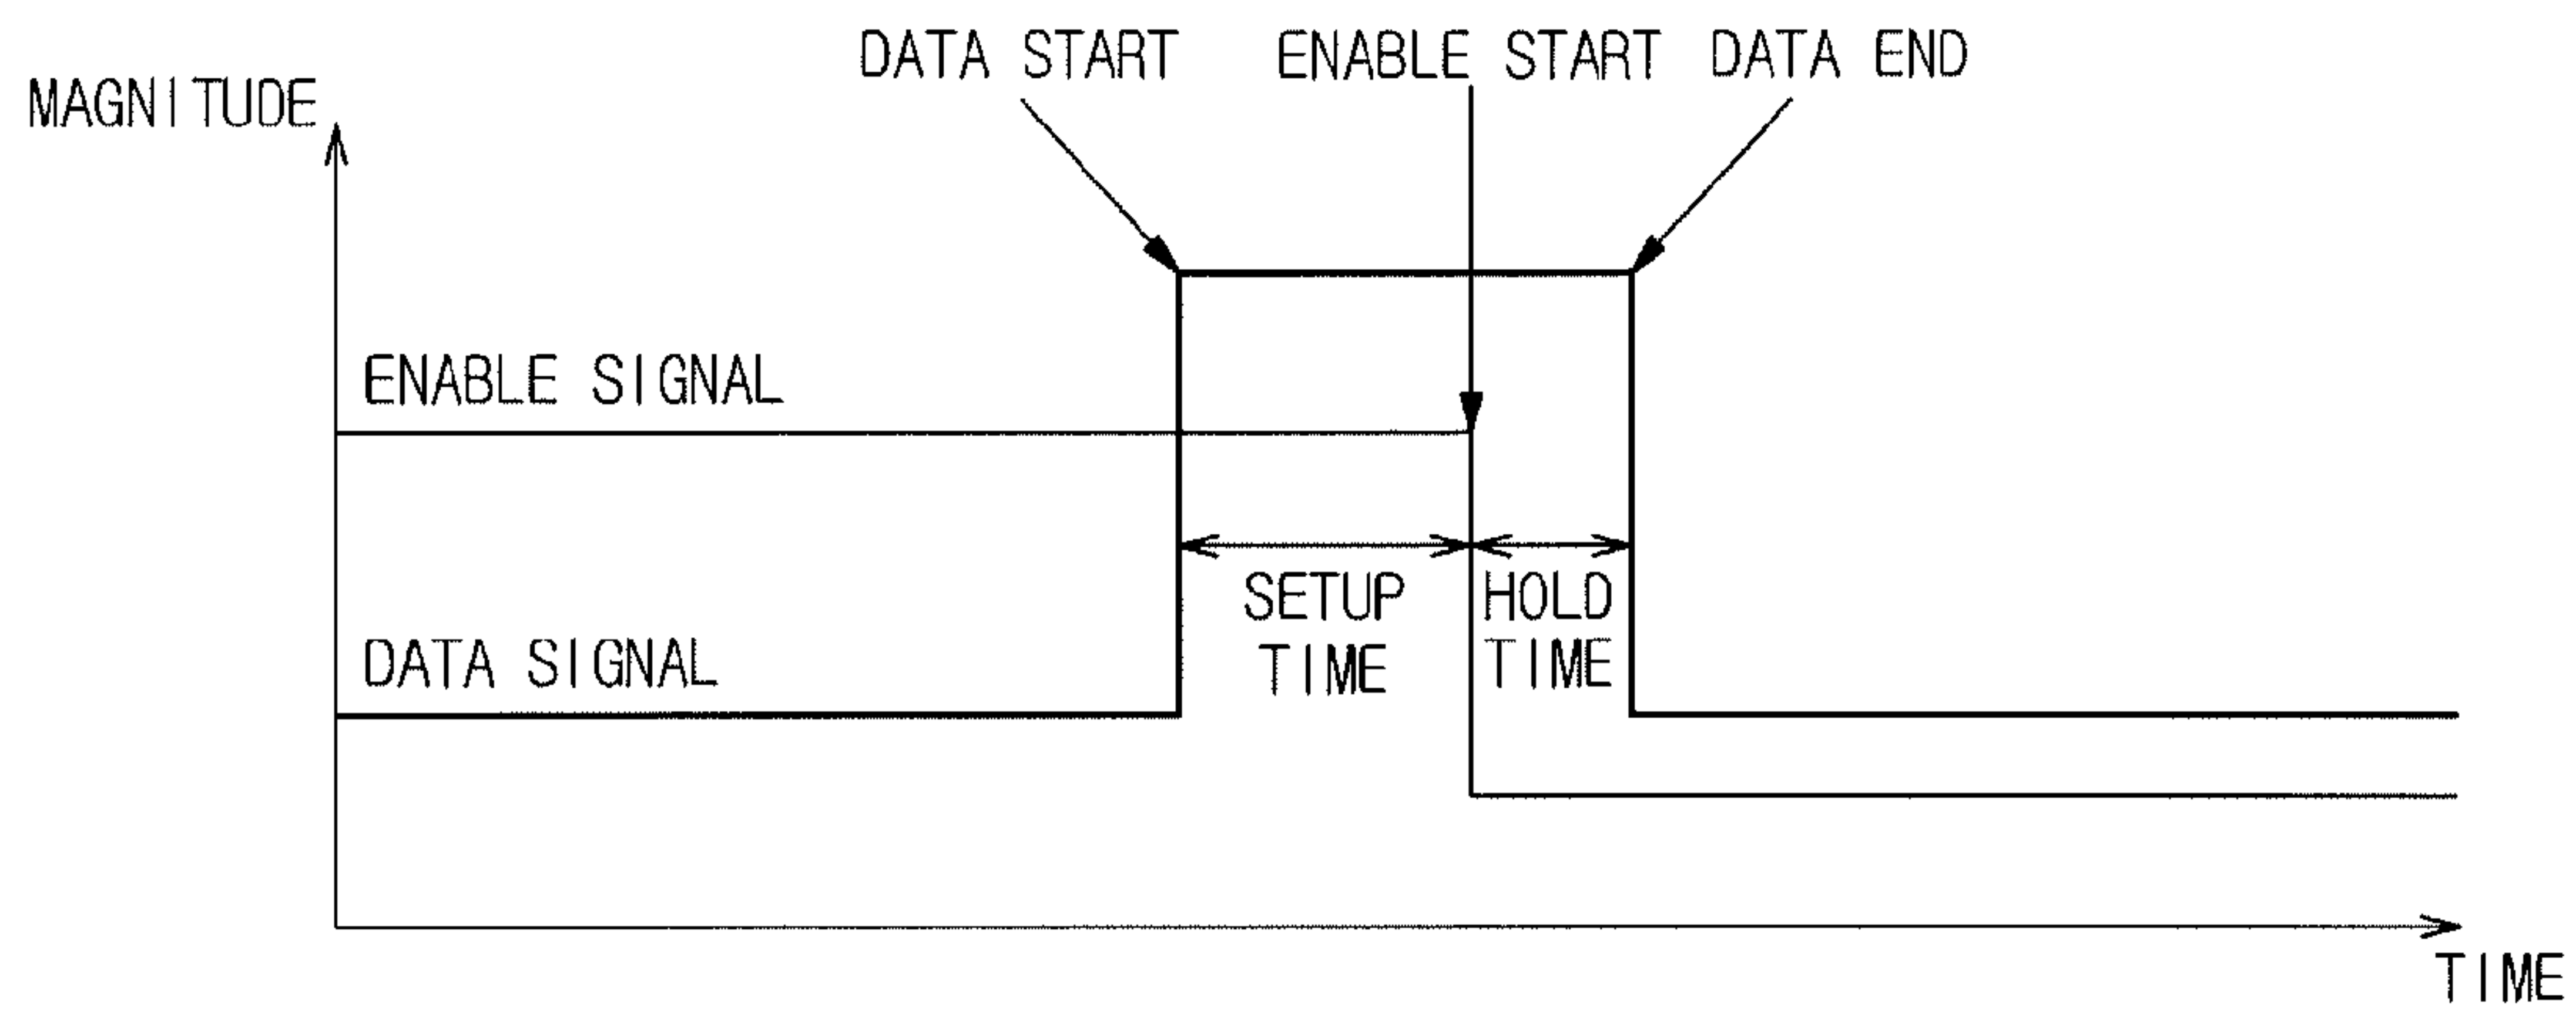 DATA START ENABLE START DATA END
MAGNITUDE
ENABLE SIGNAL
SETUP HOLD
TIME TIME
DATA SIGNAL
TIME